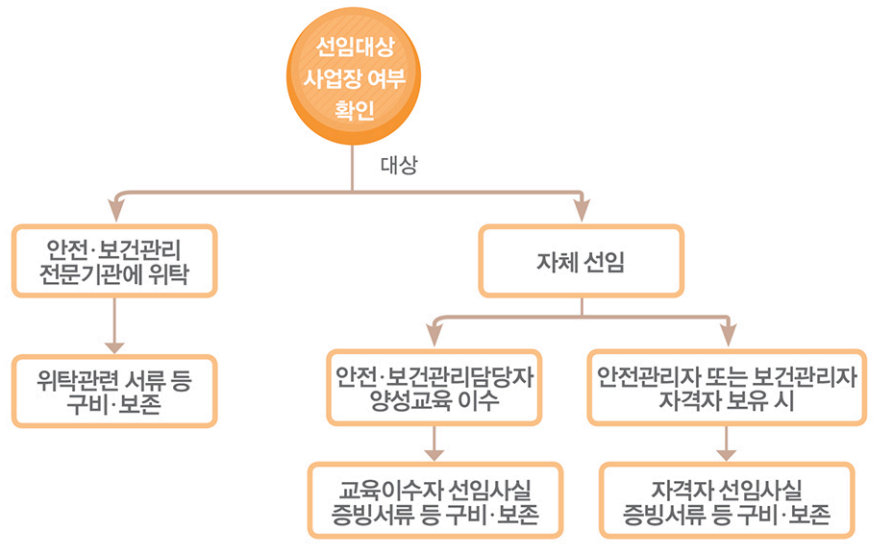 선임대상
사업장 여부
확인
대상
안전·보건관리
전문기관에 위탁
자체 선임
위탁관련 서류 등
구비·보존
안전·보건관리담당자
양성교육 이수
안전관리자 또는 보건관리자
자격자 보유 시
교육이수자 선임사실
증빙서류 등 구비·보존
자격자 선임사실
증빙서류 등 구비·보존